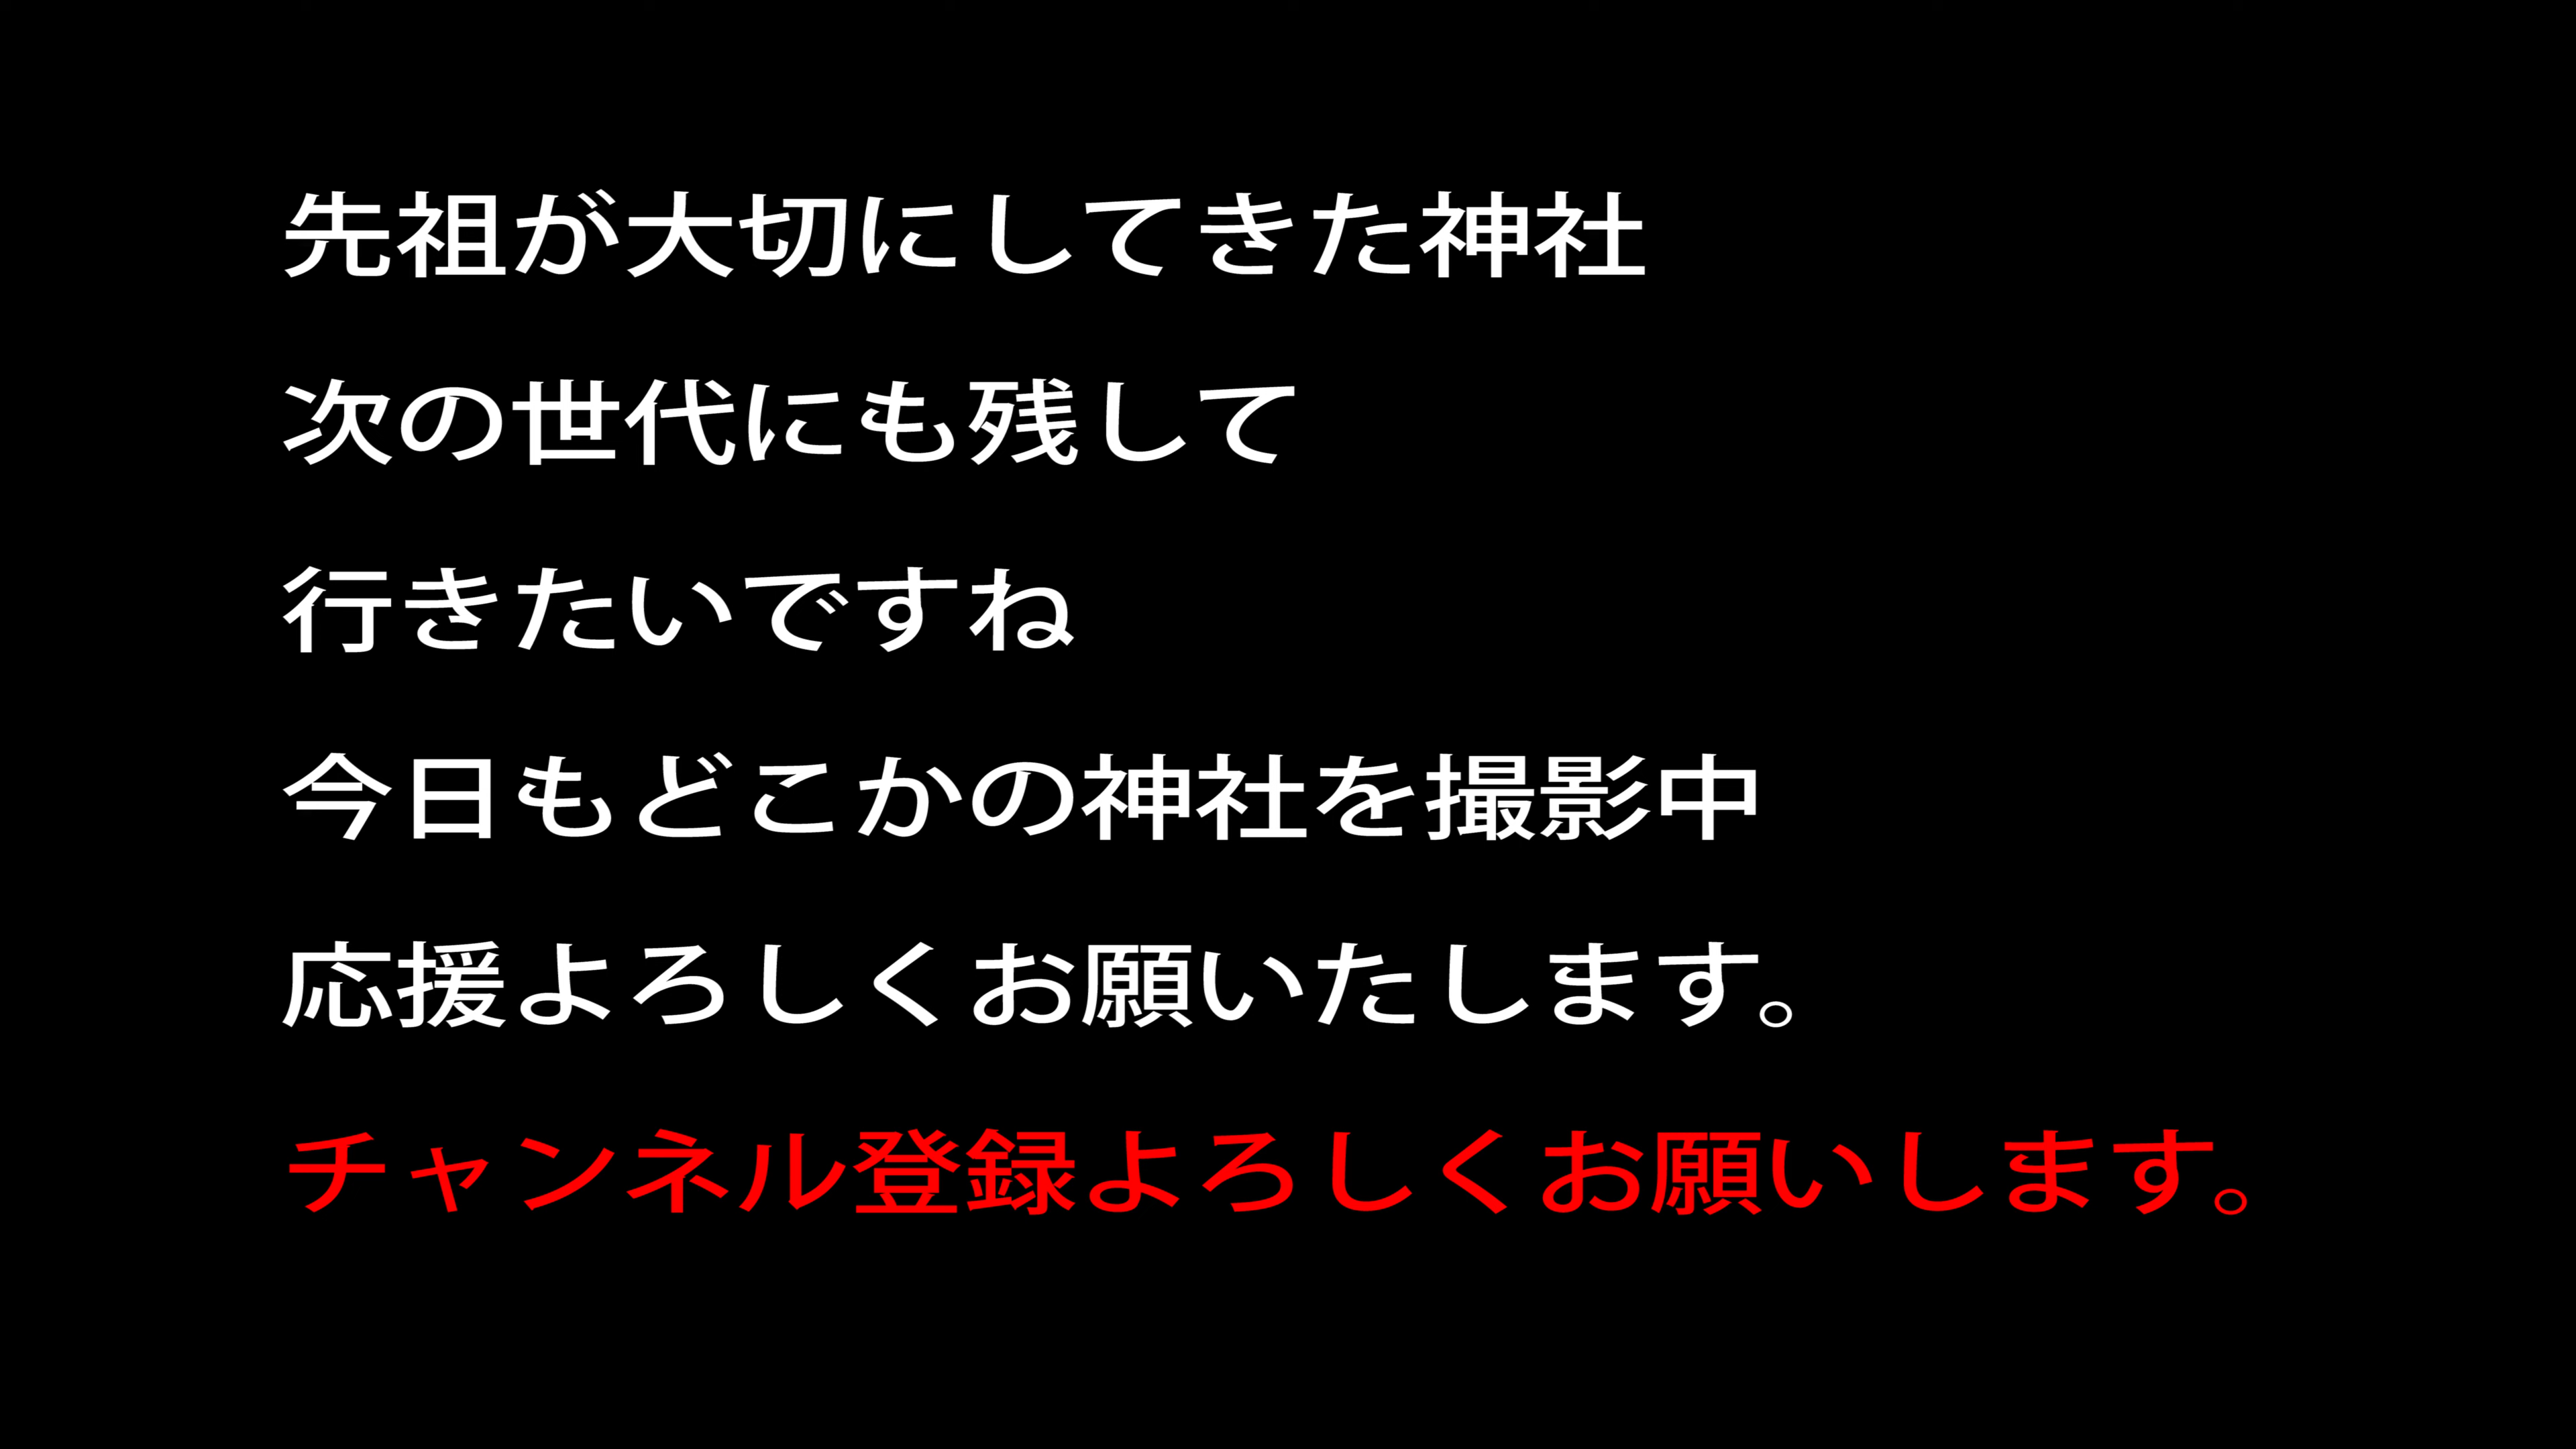 先祖が大切にしてきた神社
次の世代にも残して
行きたいですね
今日もどこかの神社を撮影中
応援よろしくお願いたします。
チャンネル登録よろしくお願いします。